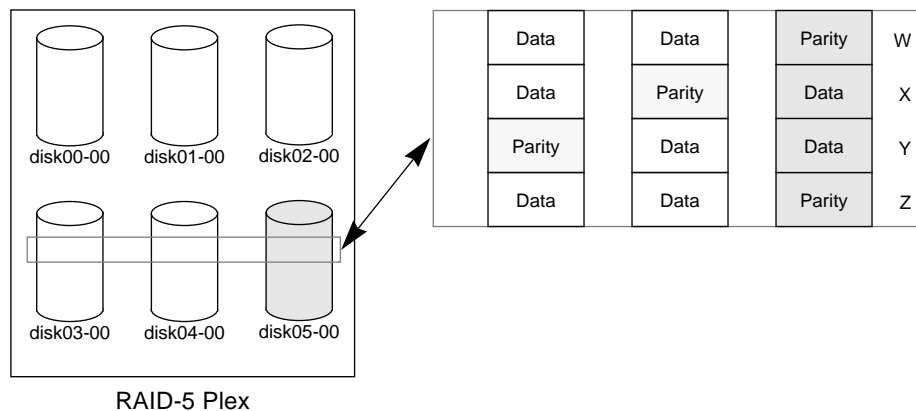 disk00-00 disk01-00 disk02-00
disk03-00 disk04-00 disk05-00
RAID-5 Plex
Data Data Parity W
Data Parity Data X
Parity Data Data Y
Data Data Parity Z